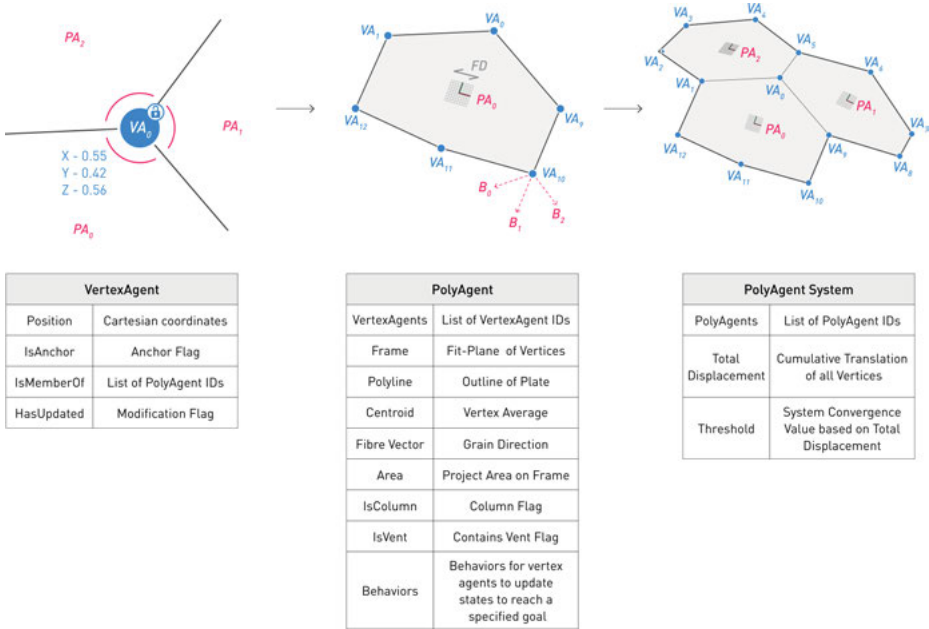 PA2
PA1
VA0
X - 0.55
Y - 0.42
Z - 0.56
PA0
VA1
VA0
FD
PA0
VA12
VA9
VA11
VA10
B0
B1
B2
VA3
VA4
VA2
PA2
VA5
VA6
VA1
VA0
PA1
PA0
VA12
VA9
VA9
VA8
VA11
VA10
VertexAgent
Position Cartesian coordinates
IsAnchor Anchor Flag
IsMemberOf List of PolyAgent IDs
HasUpdated Modification Flag
PolyAgent
VertexAgents List of VertexAgent IDs
Frame Fit-Plane of Vertices
Polyline Outline of Plate
Centroid Vertex Average
Fibre Vector Grain Direction
Area Project Area on Frame
IsColumn Column Flag
IsVent Contains Vent Flag
Behaviors
Behaviors for vertex
agents to update
states to reach a
specified goal
PolyAgent System
PolyAgents List of PolyAgent IDs
Total
Displacement
Cumulative Translation
of all Vertices
Threshold
System Convergence
Value based on Total
Displacement